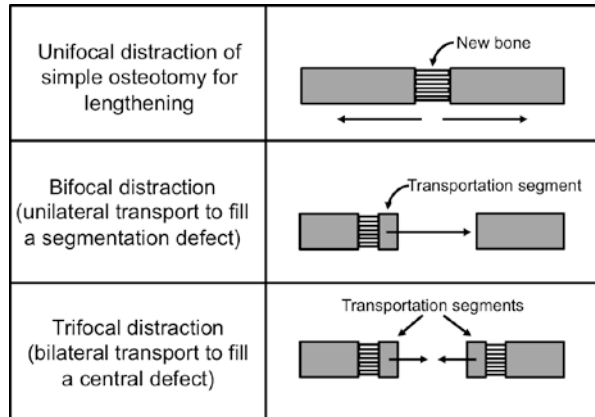 Unifocal distraction of
simple osteotomy for
lengthening
New bone
Bifocal distraction
(unilateral transport to fill
a segmentation defect)
Transportation segment
Trifocal distraction
(bilateral transport to fill
a central defect)
Transportation segments